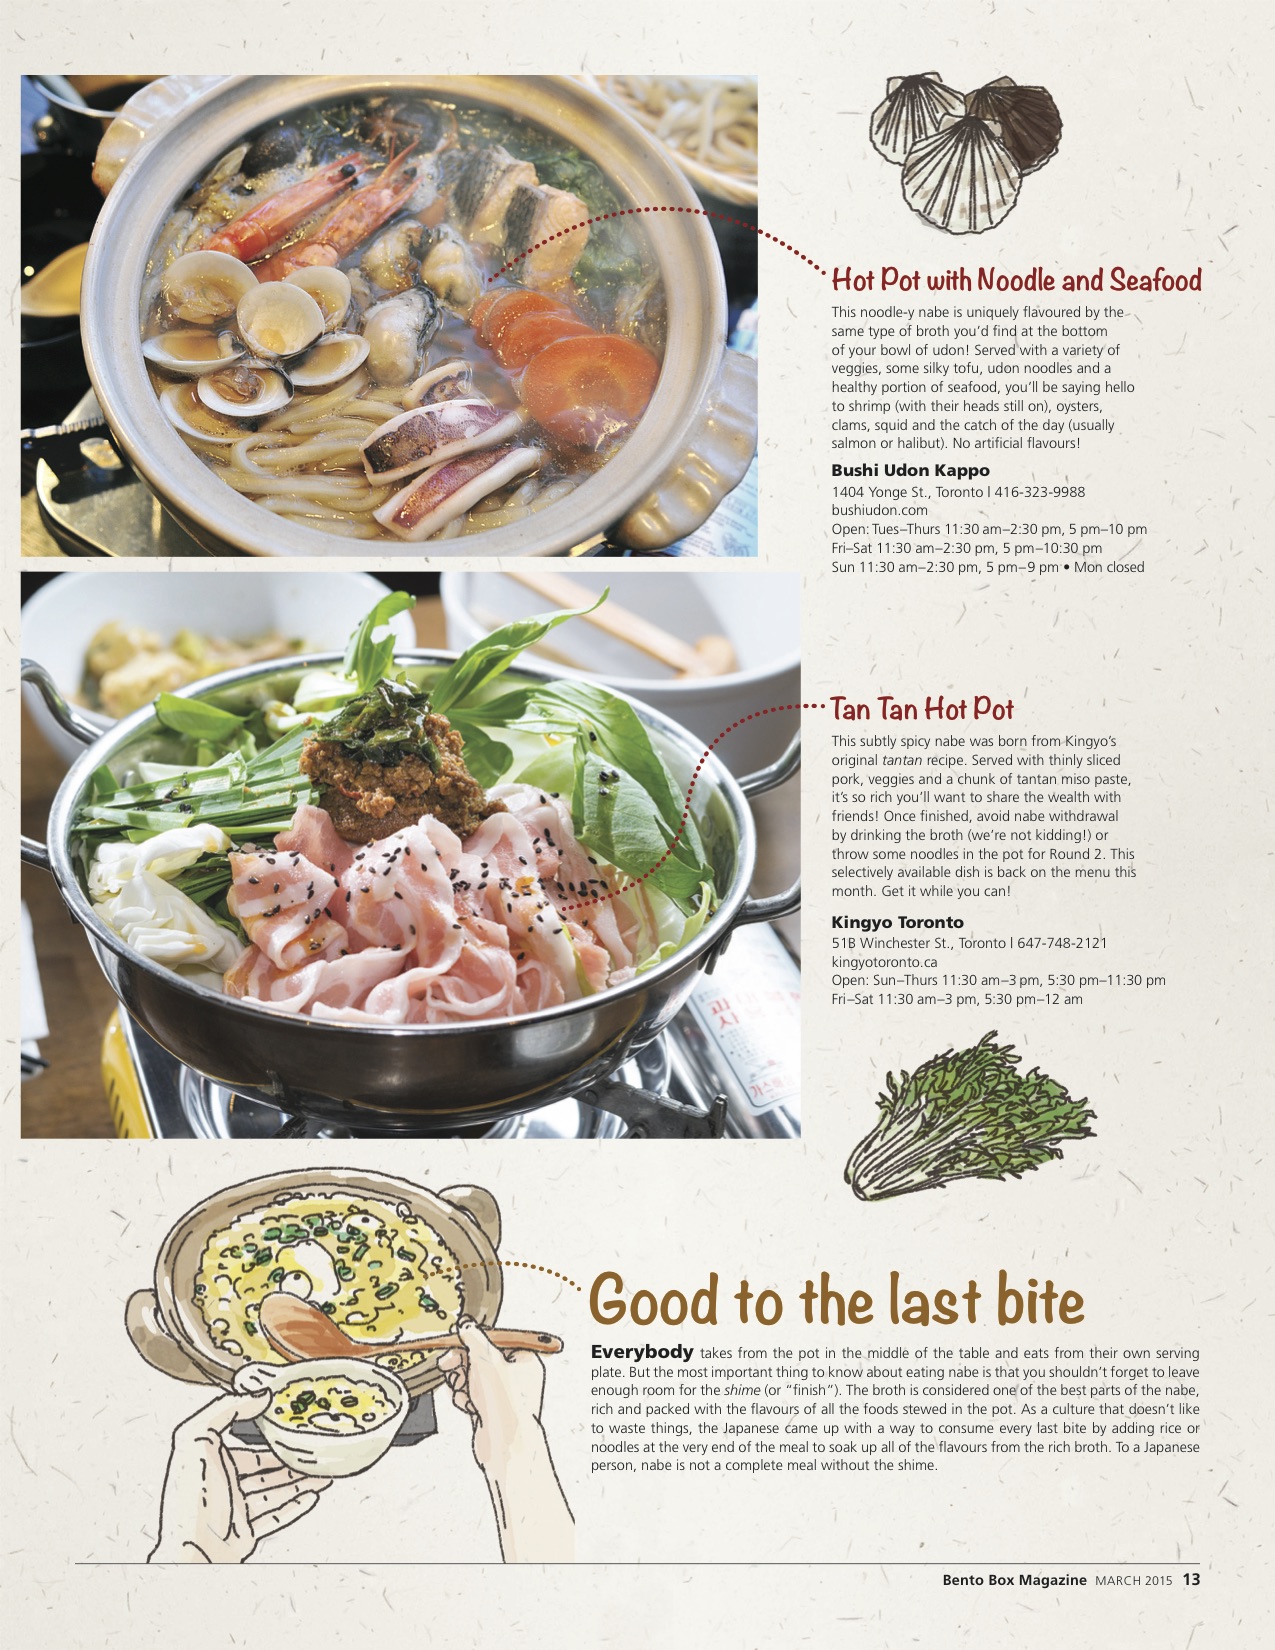 Hot Pot with Noodle and Seafood
This noodle-y nabe is uniquely flavoured by the
same type of broth you'd find at the bottom
of your bowl of udon! Served with a variety of
veggies, some silky tofu, udon noodles and a
healthy portion of seafood, you'll be saying hello
to shrimp (with their heads still on), oysters,
clams, squid and the catch of the day (usually
salmon or halibut). No artificial flavours!
Bushi Udon Kappo
1404 Yonge St., Toronto l 416-323-9988
bushiudon.com
Open: Tues–Thurs 11:30 am–2:30 pm, 5 pm–10 pm
Fri–Sat 11:30 am–2:30 pm, 5 pm–10:30 pm
Sun 11:30 am–2:30 pm, 5 pm–9 pm • Mon closed
Tan Tan Hot Pot
This subtly spicy nabe was born from Kingyo's
original tantan recipe. Served with thinly sliced
pork, veggies and a chunk of tantan miso paste,
it's so rich you'll want to share the wealth with
friends! Once finished, avoid nabe withdrawal
by drinking the broth (we're not kidding!) or
throw some noodles in the pot for Round 2. This
selectively available dish is back on the menu this
month. Get it while you can!
Kingyo Toronto
51B Winchester St., Toronto l 647-748-2121
kingyotoronto.ca
Open: Sun–Thurs 11:30 am–3 pm, 5:30 pm–11:30 pm
Fri–Sat 11:30 am–3 pm, 5:30 pm–12 am
Good to the last bite
Everybody takes from the pot in the middle of the table and eats from their own serving
plate. But the most important thing to know about eating nabe is that you shouldn't forget to leave
enough room for the shime (or "finish"). The broth is considered one of the best parts of the nabe,
rich and packed with the flavours of all the foods stewed in the pot. As a culture that doesn't like
to waste things, the Japanese came up with a way to consume every last bite by adding rice or
noodles at the very end of the meal to soak up all of the flavours from the rich broth. To a Japanese
person, nabe is not a complete meal without the shime.
Bento Box Magazine MARCH 2015 13